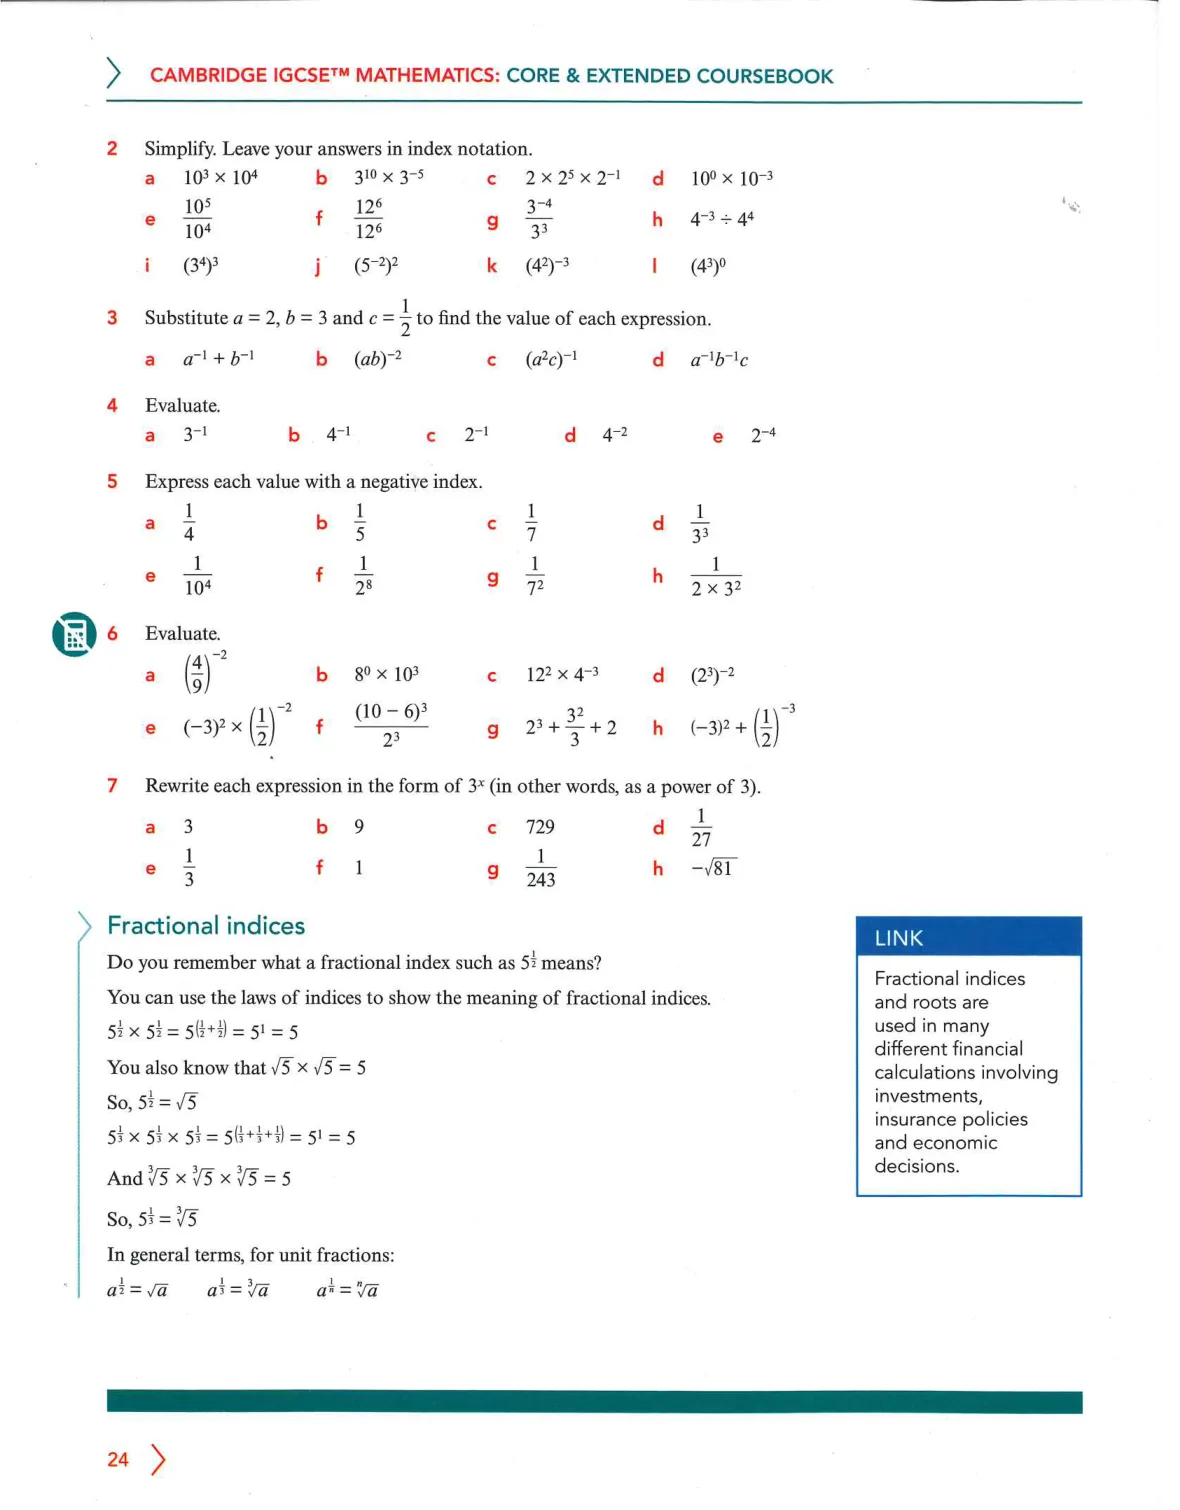 CAMBRIDGE IGCSE™ MATHEMATICS: CORE & EXTENDED COURSEBOOK
2 Simplify. Leave your answers in index notation.
a 10³ × 10⁴ b 3¹⁰ × 3⁻⁵ c 2 × 2⁵ × 2⁻¹ d 10⁰ × 10⁻³
e 10⁵/10⁴ f 12⁶/12⁶ g 3⁻⁴/3³ h 4⁻³ ÷ 4⁴
i (3⁴)³ j (5⁻²)² k (4²)⁻³ l (4³)⁰
3 Substitute a = 2, b = 3 and c = 1/2 to find the value of each expression.
a a⁻¹ + b⁻¹ b (ab)⁻² c (a²c)⁻¹ d a⁻¹b⁻¹c
4 Evaluate.
a 3⁻¹ b 4⁻¹ c 2⁻¹ d 4⁻² e 2⁻⁴
5 Express each value with a negative index.
a 1/4 b 1/5 c 1/7 d 1/3³
e 1/10⁴ f 1/2⁸ g 1/7² h 1/(2 × 3²)
6 Evaluate.
a (4/9)⁻² b 8⁰ × 10³ c 12² × 4⁻³ d (2³)⁻²
e (−3)² × (1/2)⁻² f (10 − 6)³/2³ g 2³ + 3²/3 + 2 h (−3)² + (1/2)⁻³
7 Rewrite each expression in the form of 3ˣ (in other words, as a power of 3).
a 3 b 9 c 729 d 1/27
e 1/3 f 1 g 1/243 h −√81
Fractional indices
Do you remember what a fractional index such as 5^(1/2) means?
You can use the laws of indices to show the meaning of fractional indices.
5^(1/2) × 5^(1/2) = 5^(1/2 + 1/2) = 5¹ = 5
You also know that √5 × √5 = 5
So, 5^(1/2) = √5
5^(1/3) × 5^(1/3) × 5^(1/3) = 5^(1/3 + 1/3 + 1/3) = 5¹ = 5
And ³√5 × ³√5 × ³√5 = 5
So, 5^(1/3) = ³√5
In general terms, for unit fractions:
a^(1/2) = √a a^(1/3) = ³√a a^(1/n) = ⁿ√a
LINK
Fractional indices
and roots are
used in many
different financial
calculations involving
investments,
insurance policies
and economic
decisions.
24